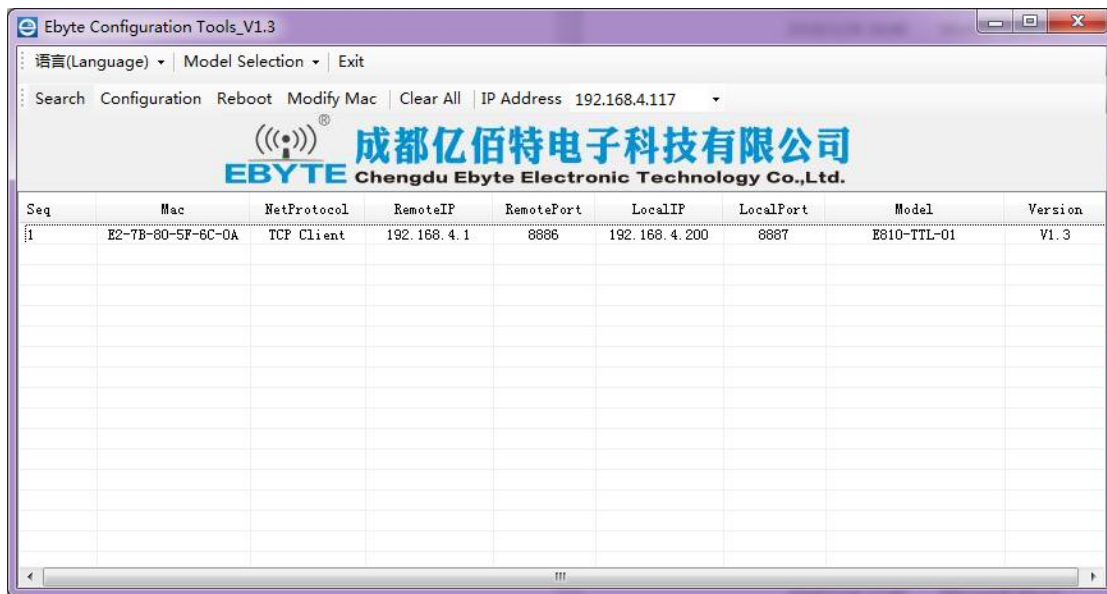 Ebyte Configuration Tools_V1.3
语言(Language) Model Selection Exit
Search Configuration Reboot Modify Mac Clear All IP Address 192.168.4.117
®
成都亿佰特电子科技有限公司
EBYTE Chengdu Ebyte Electronic Technology Co.,Ltd.
Seq Mac NetProtocol RemoteIP RemotePort LocalIP LocalPort Model Version
1 E2-7B-80-5F-6C-0A TCP Client 192.168.4.1 8886 192.168.4.200 8887 E810-TTL-01 V1.3